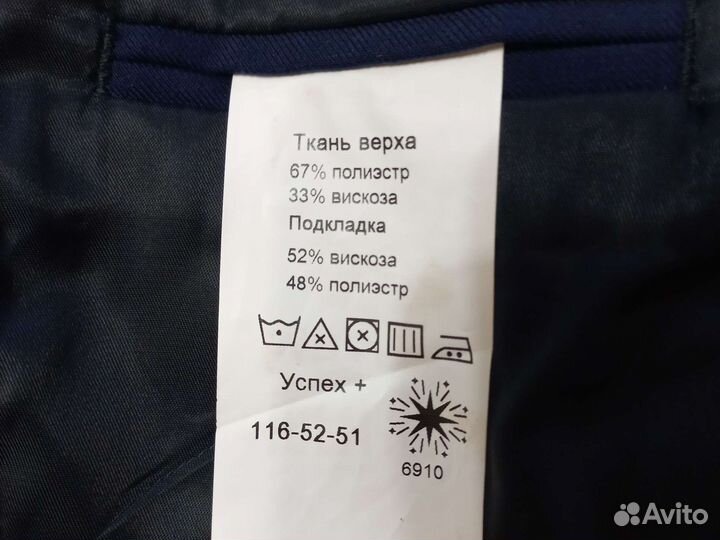 Ткань верха
67% полиэстр
33% вискоза
Подкладка
52% вискоза
48% полиэстр
Успех +
116-52-51
6910
Avito